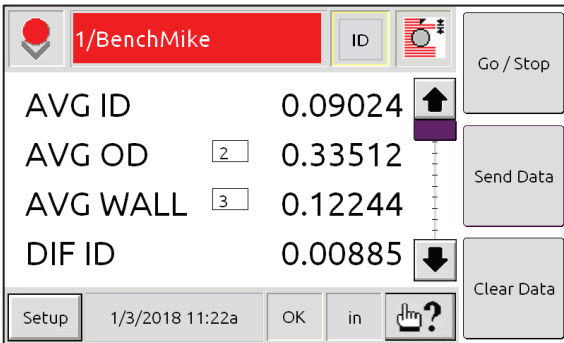 1/BenchMike
ID
Go / Stop
AVG ID 0.09024
AVG OD 2 0.33512
AVG WALL 3 0.12244
DIF ID 0.00885
Send Data
Clear Data
Setup 1/3/2018 11:22a OK in ?